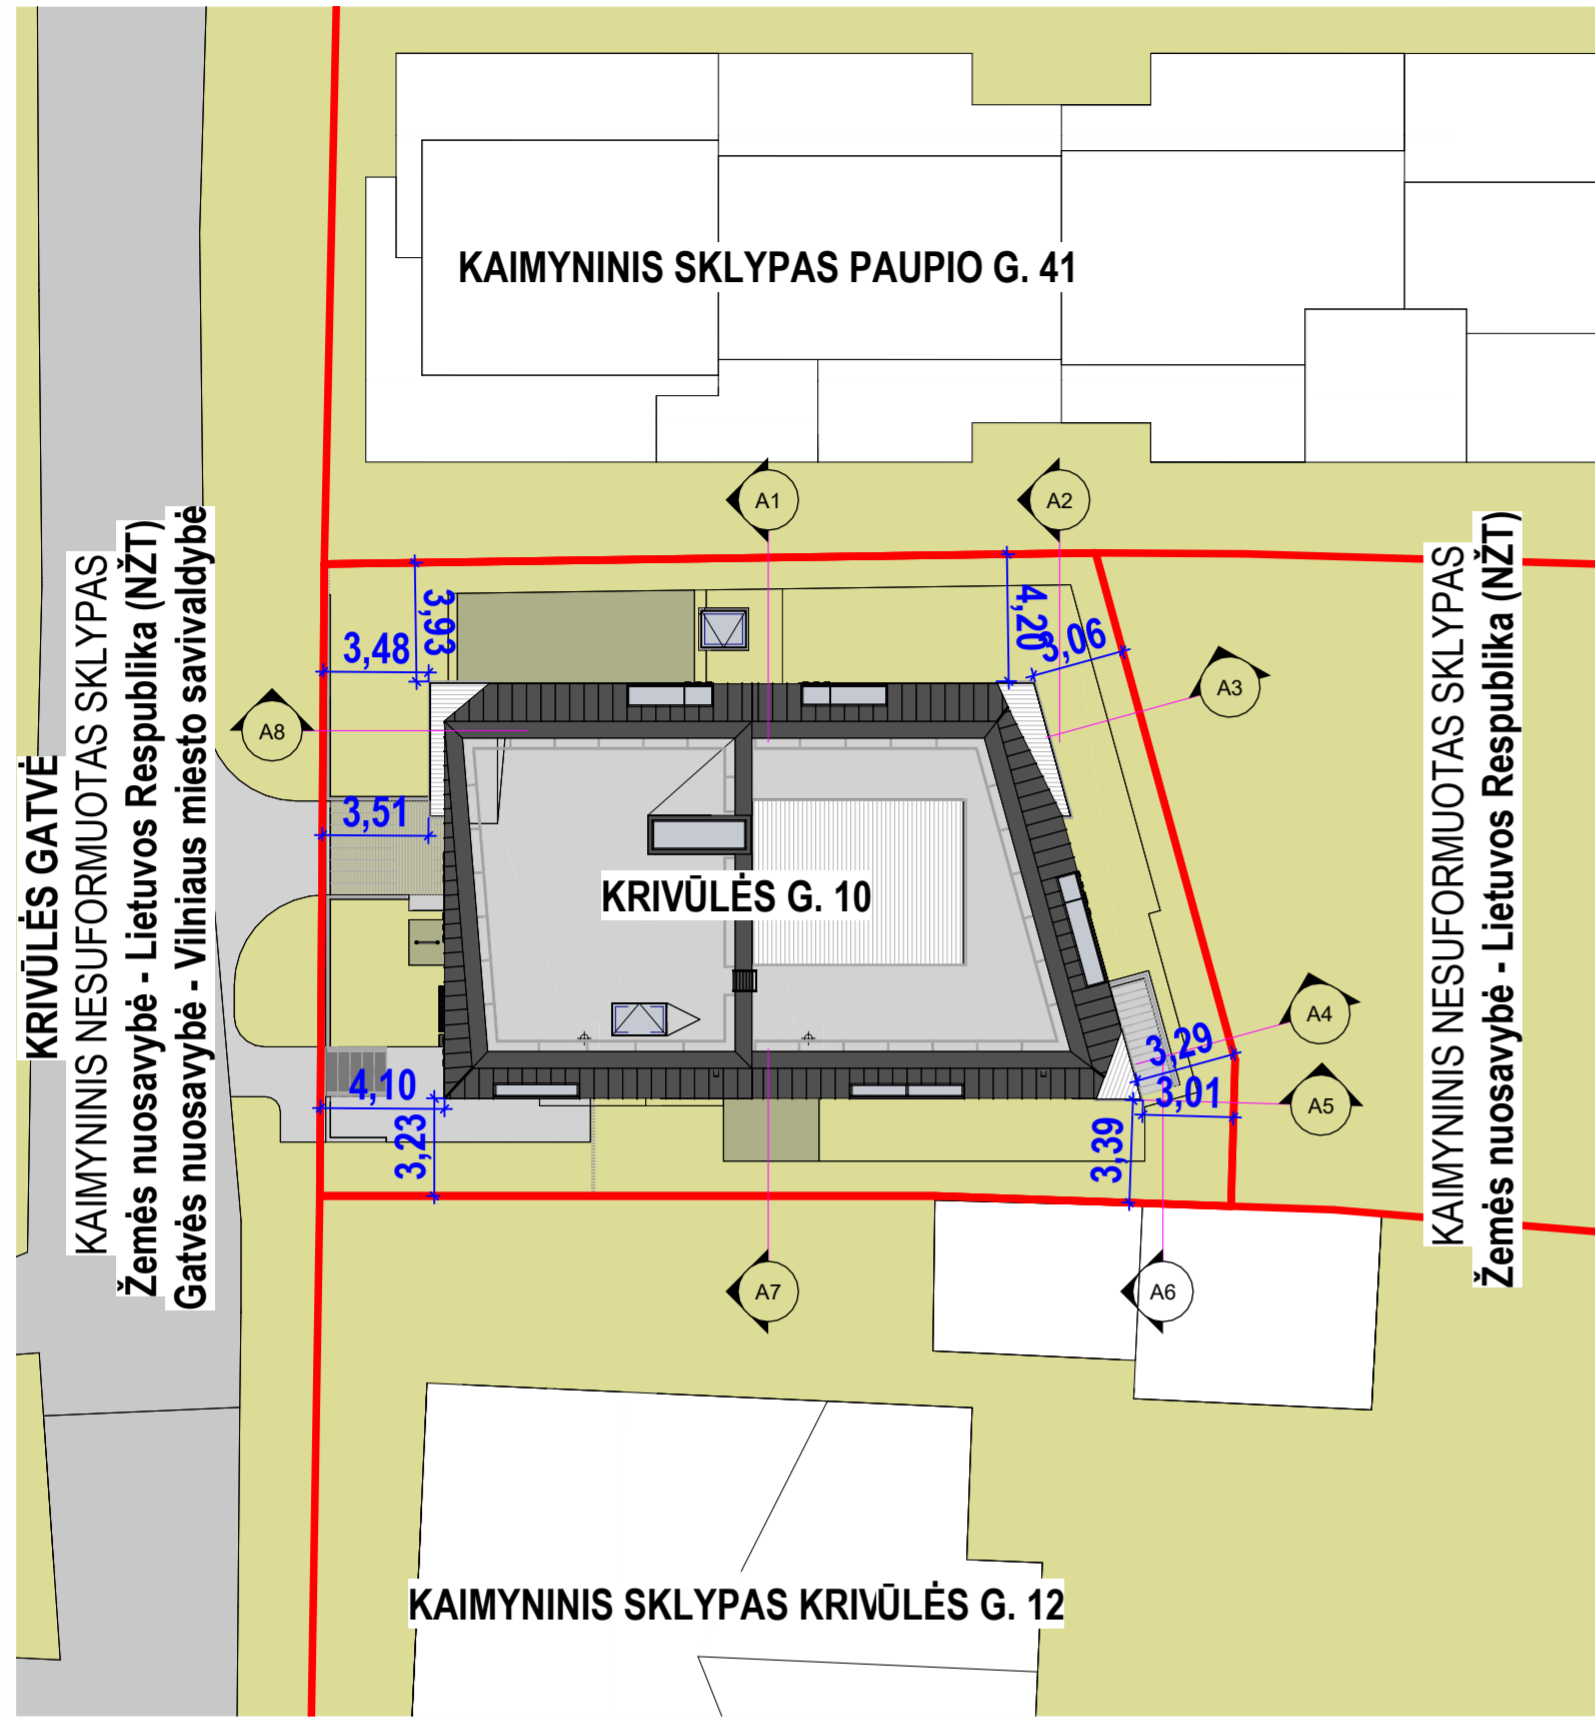 KAIMYNINIS SKLYPAS PAUPIO G. 41
A1
A2
3,93
3,48
4,20
3,06
A3
A8
3,51
KRIVŪLĖS G. 10
KRIVŪLĖS GATVĖ
KAIMYNINIS NESUFORMUOTAS SKLYPAS
Žemės nuosavybė - Lietuvos Respublika (NŽT)
Gatvės nuosavybė - Vilniaus miesto savivaldybė
KAIMYNINIS NESUFORMUOTAS SKLYPAS
Žemės nuosavybė - Lietuvos Respublika (NŽT)
A4
3,29
4,10
3,01
A5
3,23
3,39
A7
A6
KAIMYNINIS SKLYPAS KRIVŪLĖS G. 12